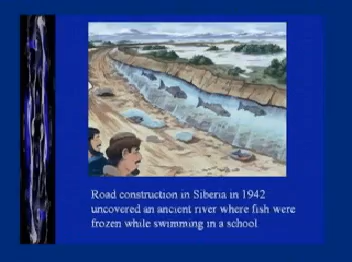 Road construction in Siberia in 1942
uncovered an ancient river where fish were
frozen while swimming in a school